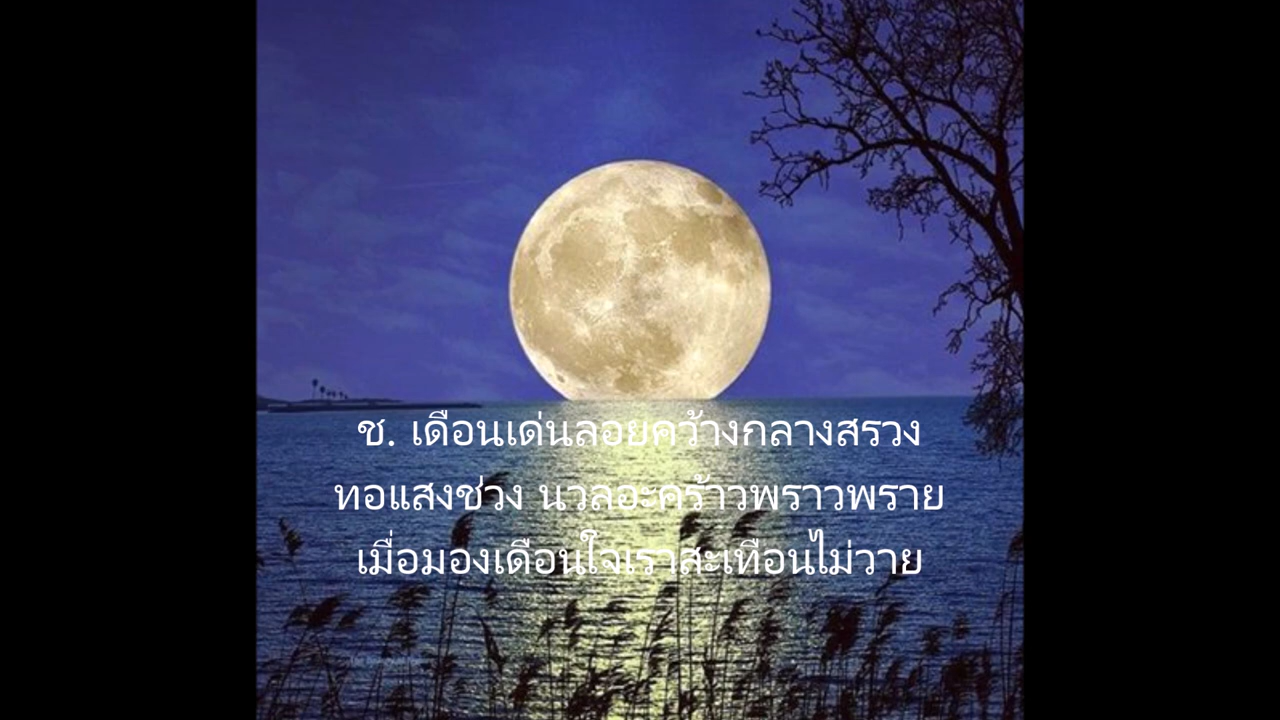 ช. เดือนเด่นลอยคว้างกลางสรวง
ทอแสงช่วง นวลอะคร้าวพราวพราย
เมื่อมองเดือนใจเราสะเทือนไม่วาย